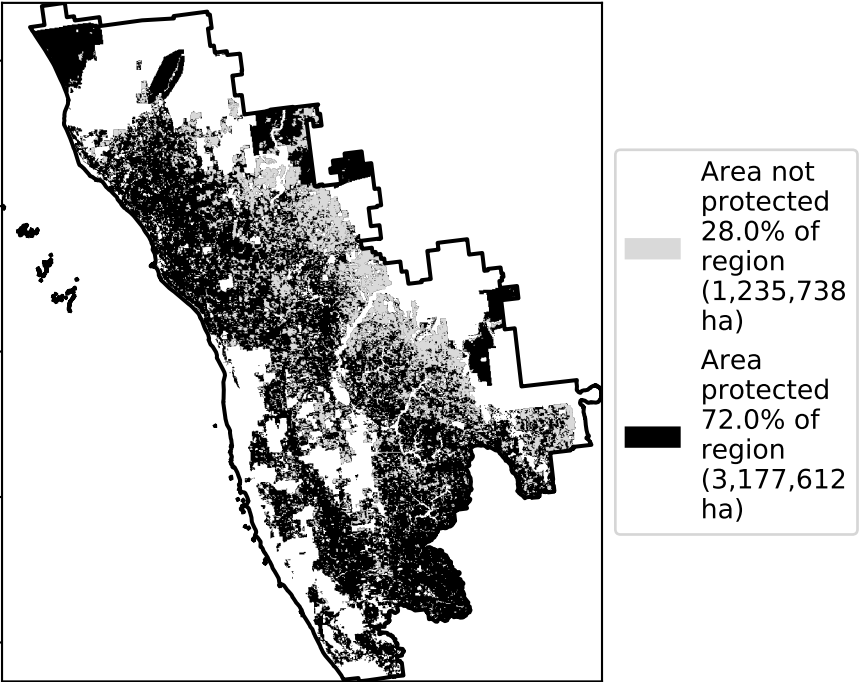 Area not
protected
28.0% of
region
(1,235,738
ha)
Area
protected
72.0% of
region
(3,177,612
ha)